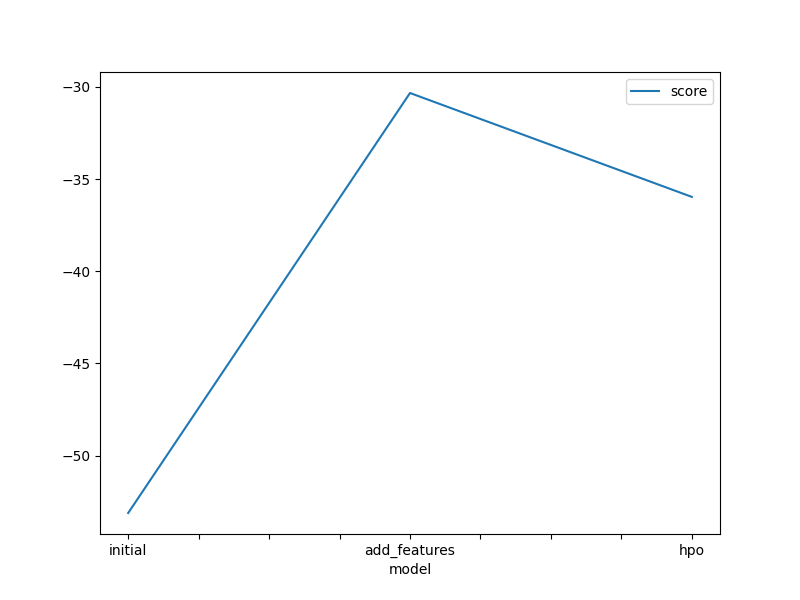 score
−30
−35
−40
−45
−50
initial
add_features
hpo
model